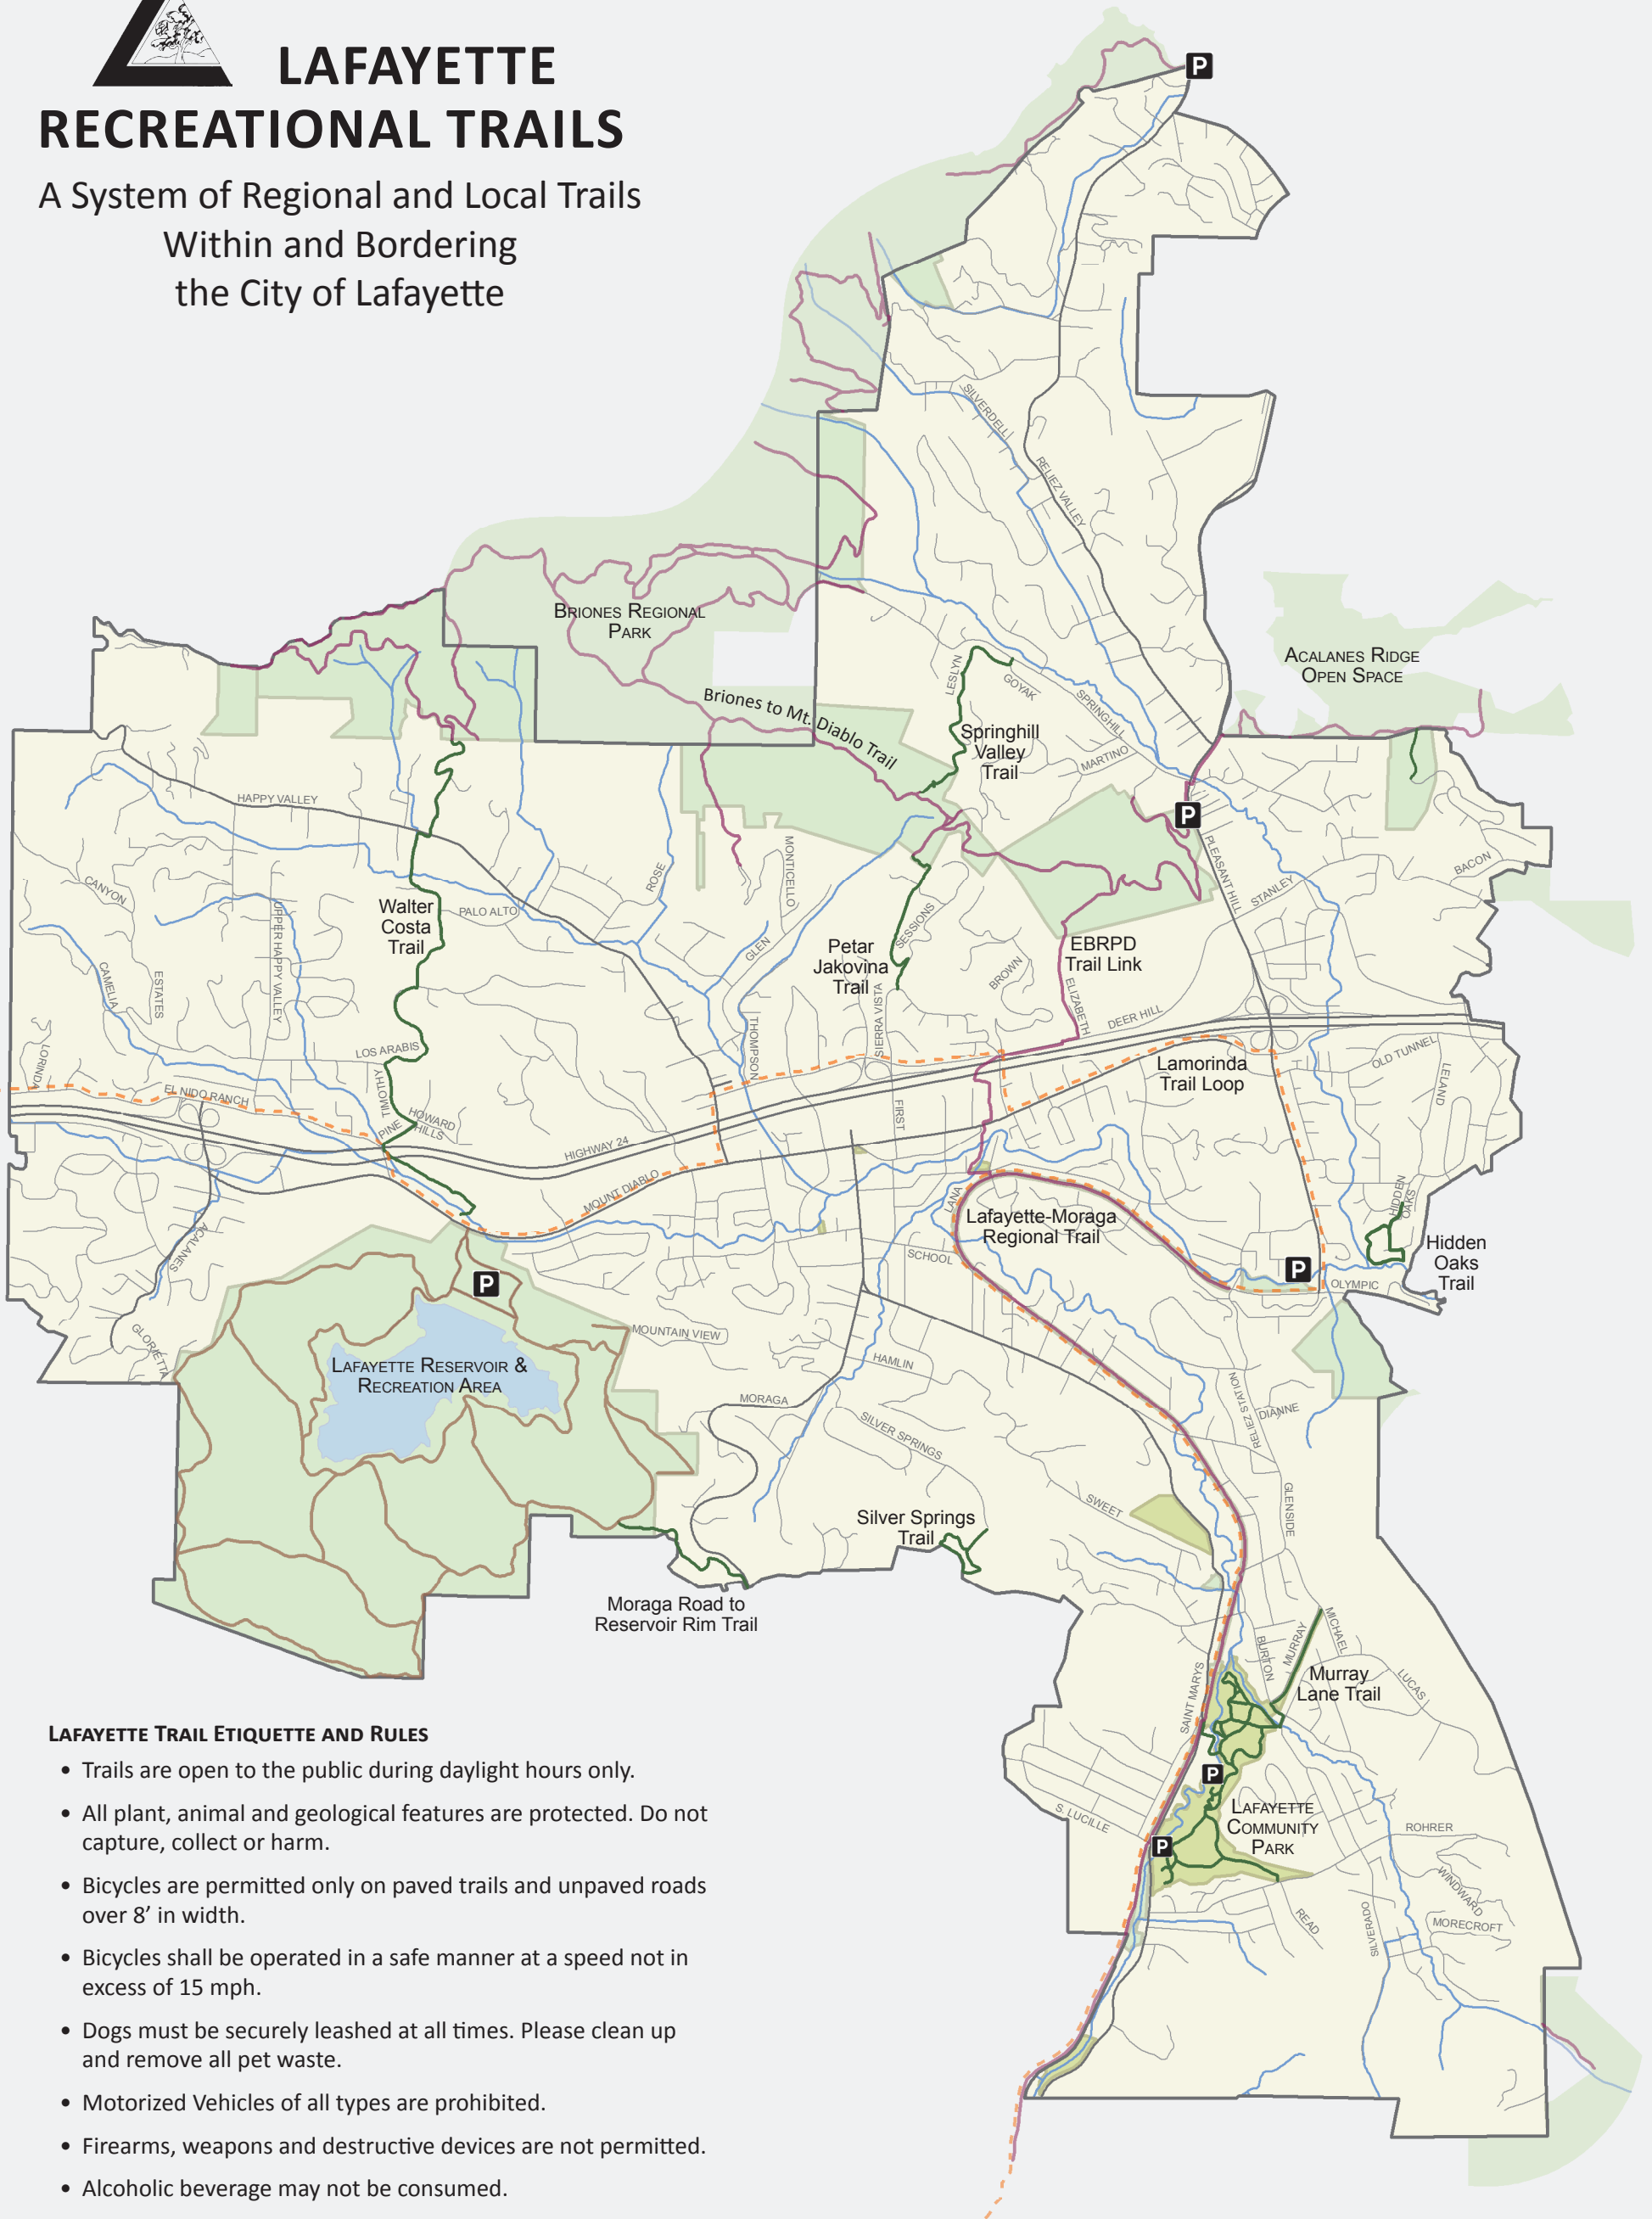 LAFAYETTE
RECREATIONAL TRAILS
A System of Regional and Local Trails
Within and Bordering
the City of Lafayette
P
SILVERDELL
RELIEZ VALLEY
BRIONES REGIONAL
PARK
ACALANES RIDGE
OPEN SPACE
LESLYN
GOYAK
SPRINGHILL
MARTINO
Briones to Mt. Diablo Trail
Springhill
Valley
Trail
P
HAPPY VALLEY
CANYON
UPPER HAPPY VALLEY
PALO ALTO
ROSE
MONTICELLO
PLEASANT HILL
STANLEY
BACON
Walter
Costa
Trail
GLEN
SESSIONS
BROWN
Petar
Jakovina
Trail
EBRPD
Trail Link
CAMELIA
ESTATES
ELIZABETH
DEER HILL
LORINDA
LOS ARABIS
THOMPSON
SIERRA VISTA
Lamorinda
Trail Loop
OLD TUNNEL
LELAND
EL NIDO RANCH
TIMOTHY
PINE
HOWARD
HILLS
FIRST
HIGHWAY 24
MOUNT DIABLO
LANA
HIDDEN
OAKS
Lafayette-Moraga
Regional Trail
ACALANES
SCHOOL
Hidden
Oaks
Trail
P
P
OLYMPIC
GLORIETTA
MOUNTAIN VIEW
LAFAYETTE RESERVOIR &
RECREATION AREA
HAMLIN
MORAGA
RELIEZ STATION
DIANNE
SILVER SPRINGS
GLENSIDE
SWEET
Silver Springs
Trail
Moraga Road to
Reservoir Rim Trail
BURTON
MURRAY
MICHAEL
LUCAS
Murray
Lane Trail
SAINT MARYS
P
S. LUCILLE
LAFAYETTE
COMMUNITY
PARK
P
ROHRER
WINDWARD
READ
SILVERADO
MORECROFT
LAFAYETTE TRAIL ETIQUETTE AND RULES
• Trails are open to the public during daylight hours only.
• All plant, animal and geological features are protected. Do not
capture, collect or harm.
• Bicycles are permitted only on paved trails and unpaved roads
over 8’ in width.
• Bicycles shall be operated in a safe manner at a speed not in
excess of 15 mph.
• Dogs must be securely leashed at all times. Please clean up
and remove all pet waste.
• Motorized Vehicles of all types are prohibited.
• Firearms, weapons and destructive devices are not permitted.
• Alcoholic beverage may not be consumed.